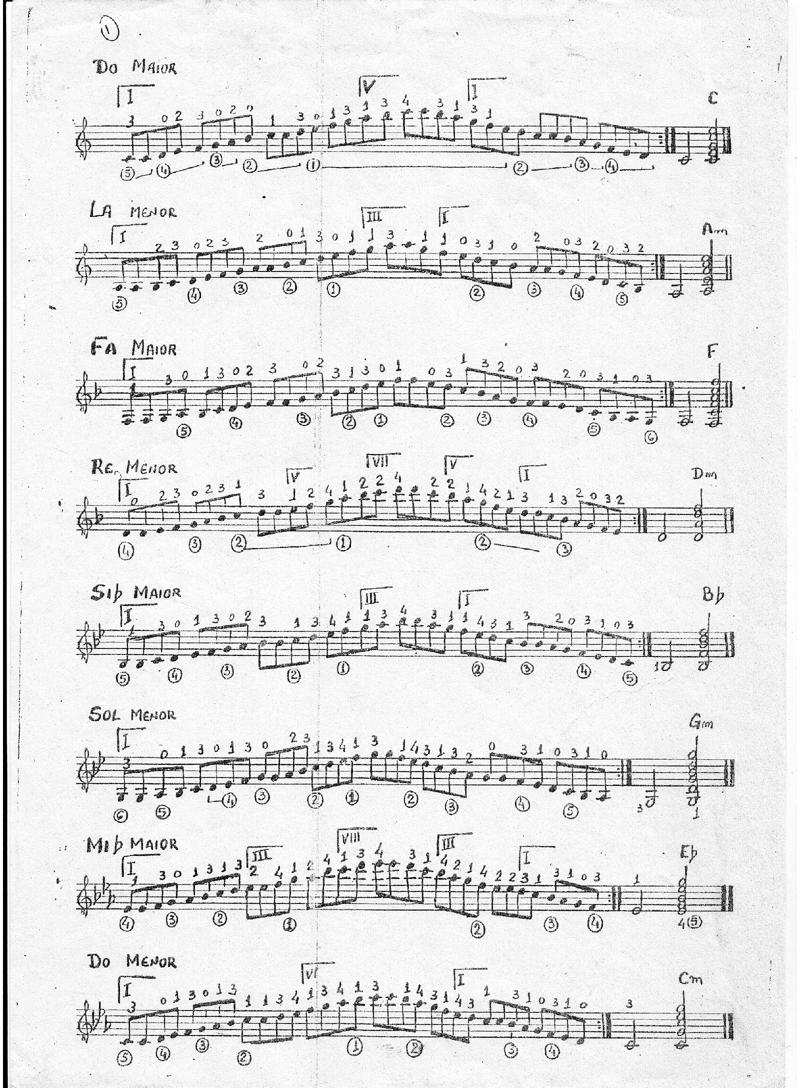 1
DO MAIOR
I V I C
3 0 2 3 0 2 0 1 3 0 1 3 1 3 4 1 3 1
5 4 3 2 1 2 3 4
LA MENOR
I III I Am
2 3 0 2 3 2 0 1 3 0 1 1 3 3 1 1 0 3 1 0 2 0 3 2 0 3 2
5 4 3 2 1 2 3 4 5
FA MAIOR
I F
1 3 0 1 3 0 3 0 2 3 1 3 0 1 0 3 1 3 2 0 3 2 0 3 1 0 3
5 4 3 2 1 2 3 4 5 6
RE MENOR
I V VII V I Dm
0 2 3 0 2 3 1 3 3 1 2 4 1 2 2 4 2 2 1 4 2 1 3 1 3 2 0 3 2
4 3 2 1 2 3
SI♭ MAIOR
I III I B♭
1 3 0 1 3 0 2 3 1 3 4 1 3 4 3 1 1 4 3 1 3 2 0 3 1 0 3
5 4 3 2 1 2 3 4 5
1
SOL MENOR
I Gm
3 0 1 3 0 1 3 0 2 3 1 3 4 1 3 1 4 3 1 3 2 0 3 1 0 3 1 0
6 5 4 3 2 1 2 3 4 5
3 1
MI♭ MAIOR
I III VIII III I E♭
1 3 0 1 3 1 3 2 4 1 2 4 1 3 4 3 1 4 2 1 4 2 2 3 1 3 1 0 3 1
4 3 2 1 2 3 4 4 5
DO MENOR
I VI I Cm
3 0 1 3 0 1 3 1 1 3 4 1 3 1 3 3 1 4 3 1 4 3 1 3 1 0 3 1 0 3
5 4 3 2 1 2 3 4